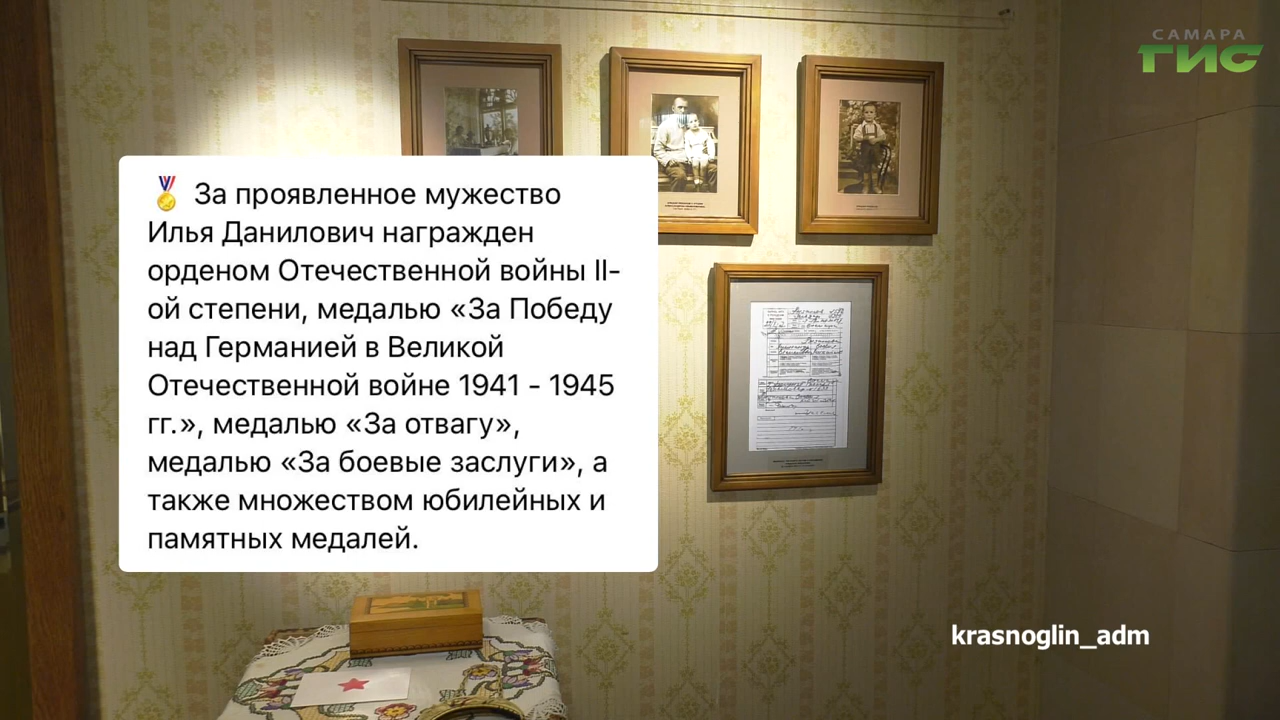 САМАРА
ГИС
За проявленное мужество
Илья Данилович награжден
орденом Отечественной войны II-
ой степени, медалью «За Победу
над Германией в Великой
Отечественной войне 1941 - 1945
гг.», медалью «За отвагу»,
медалью «За боевые заслуги», а
также множеством юбилейных и
памятных медалей.
krasnoglin_adm